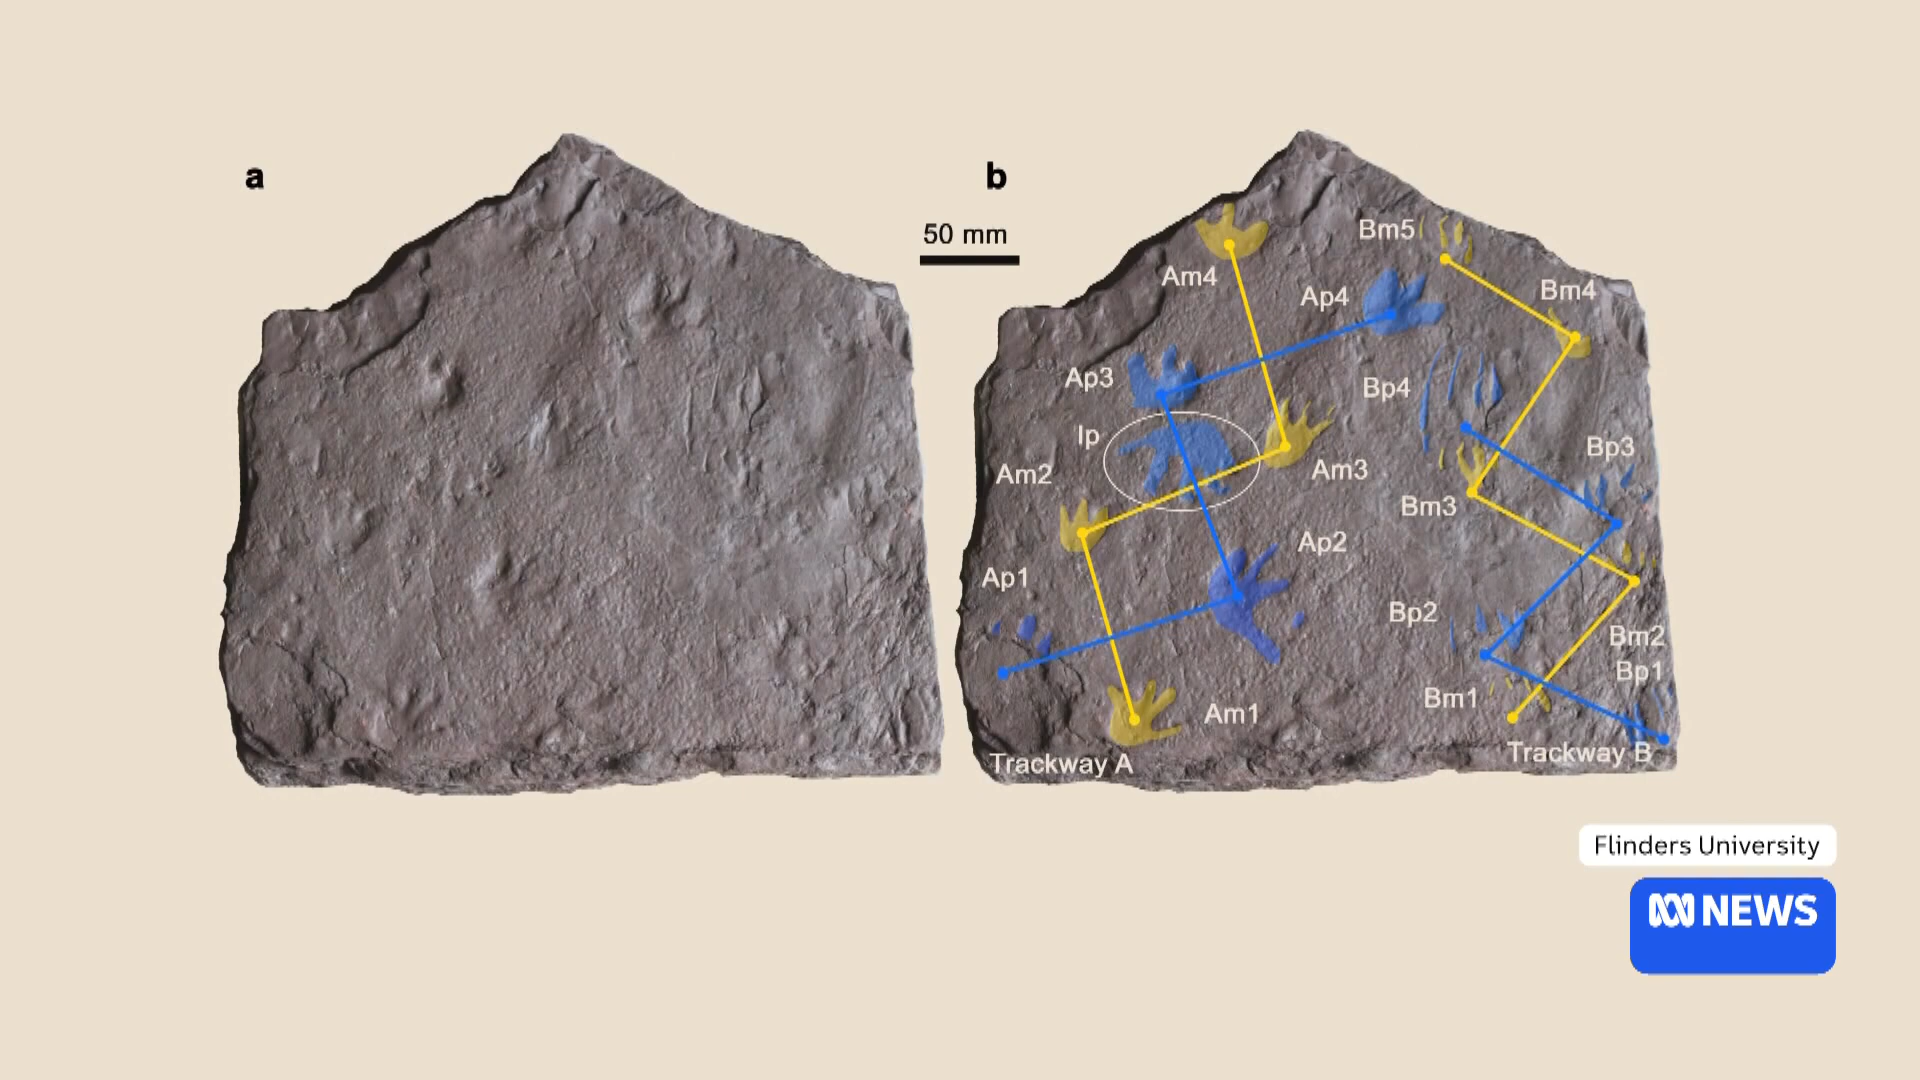 a
b
50 mm
Bm5
Am4
Bm4
Ap4
Ap3
Bp4
Ip
Bp3
Am2
Am3
Bm3
Ap2
Ap1
Bp2
Bm2
Bp1
Bm1
Am1
Trackway B
Trackway A
Flinders University
NEWS